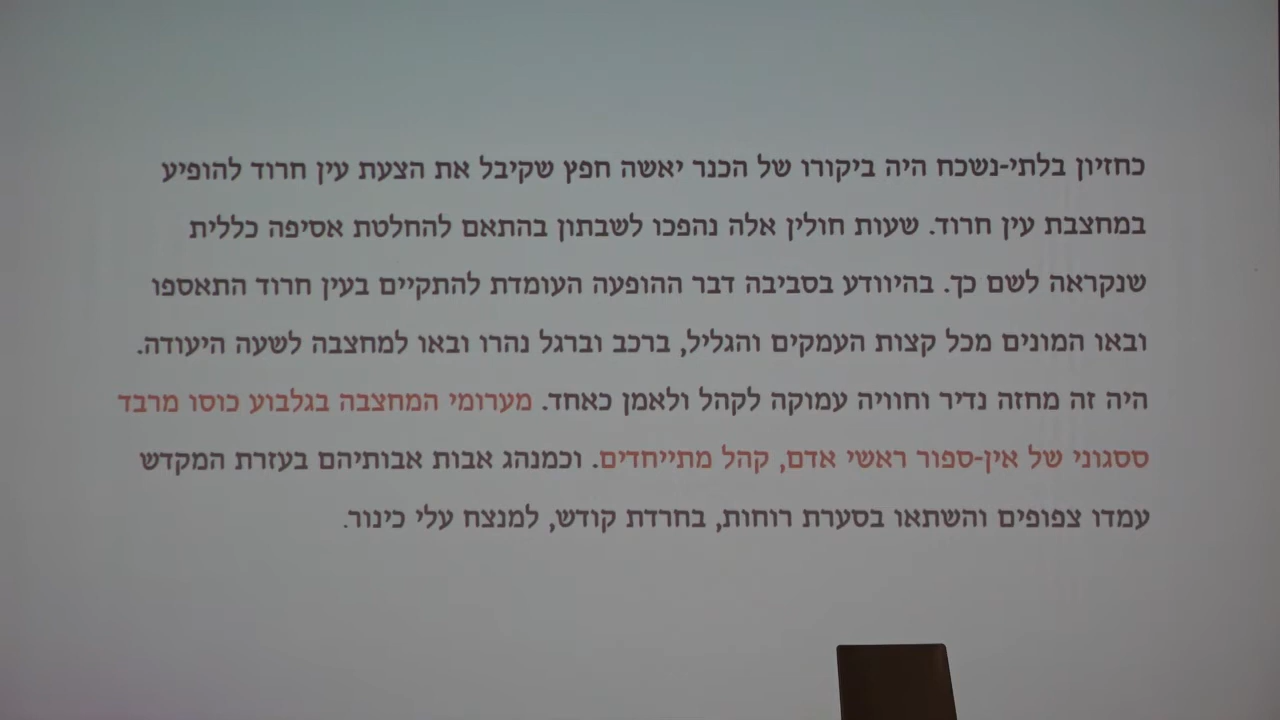 כחזיון בלתי-נשכח היה ביקורו של הכנר יאשה חפץ שקיבל את הצעת עין חרוד להופיע
במחצבת עין חרוד. שעות חולין אלה נהפכו לשבתון בהתאם להחלטת אסיפה כללית
שנקראה לשם כך. בהיוודע בסביבה דבר ההופעה העומדת להתקיים בעין חרוד התאספו
ובאו המונים מכל קצות העמקים והגליל, ברכב וברגל נהרו ובאו למחצבה לשעה היעודה.
היה זה מחזה נדיר וחוויה עמוקה לקהל ולאמן כאחד. מערומי המחצבה בגלבוע כוסו מרבד
ססגוני של אין-ספור ראשי אדם, קהל מתייחדים. וכמנהג אבות אבותיהם בעזרת המקדש
עמדו צפופים והשתאו בסערת רוחות, בחרדת קודש, למנצח עלי כינור.